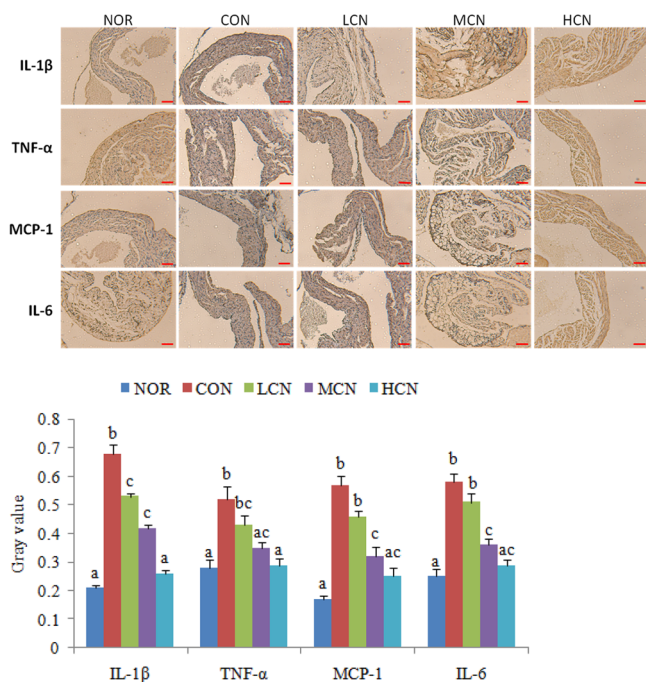 NOR CON LCN MCN HCN
IL-1β
TNF-α
MCP-1
IL-6
NOR CON LCN MCN HCN
0.8
0.7
0.6
0.5
0.4
0.3
0.2
0.1
0
Gray value
a b c c a
a b bc ac a
a b b c ac
a b b c ac
IL-1β TNF-α MCP-1 IL-6